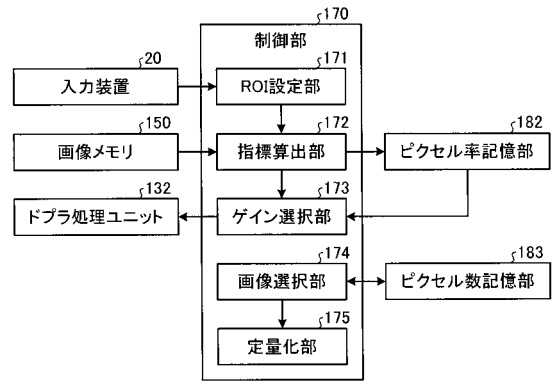 170
制御部
20
入力装置
171
ROI設定部
150
画像メモリ
172
指標算出部
182
ピクセル率記憶部
132
ドプラ処理ユニット
173
ゲイン選択部
174
画像選択部
183
ピクセル数記憶部
175
定量化部